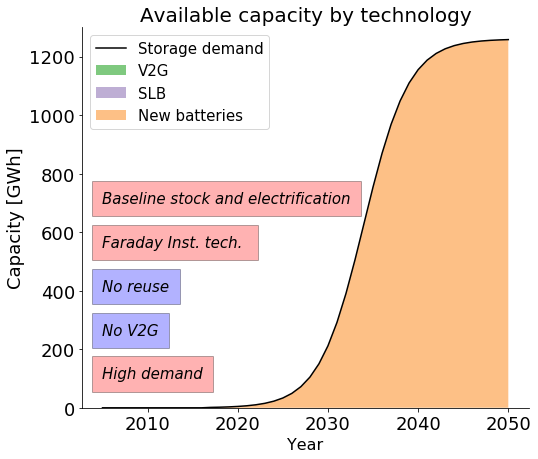 Available capacity by technology
Storage demand
V2G
SLB
New batteries
Baseline stock and electrification
Faraday Inst. tech.
No reuse
No V2G
High demand
Capacity [GWh]
1200
1000
800
600
400
200
0
2010 2020 2030 2040 2050
Year